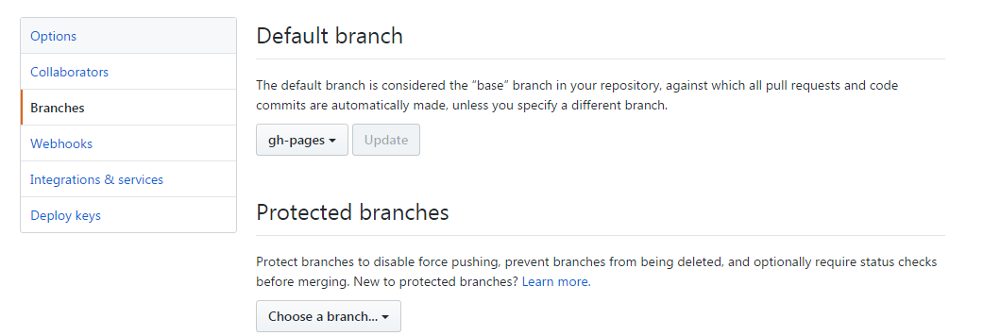 Options
Collaborators
Branches
Webhooks
Integrations & services
Deploy keys
Default branch
The default branch is considered the “base” branch in your repository, against which all pull requests and code
commits are automatically made, unless you specify a different branch.
gh-pages Update
Protected branches
Protect branches to disable force pushing, prevent branches from being deleted, and optionally require status checks
before merging. New to protected branches? Learn more.
Choose a branch...